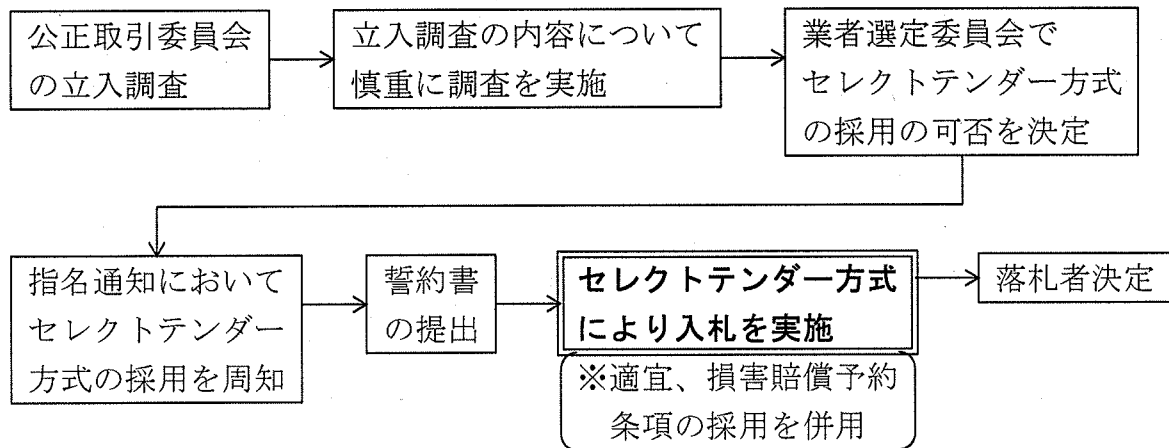 公正取引委員会
の立入調査
立入調査の内容について
慎重に調査を実施
業者選定委員会で
セレクトテンダー方式
の採用の可否を決定
指名通知において
セレクトテンダー
方式の採用を周知
誓約書
の提出
セレクトテンダー方式
により入札を実施
※適宜、損害賠償予約
条項の採用を併用
落札者決定